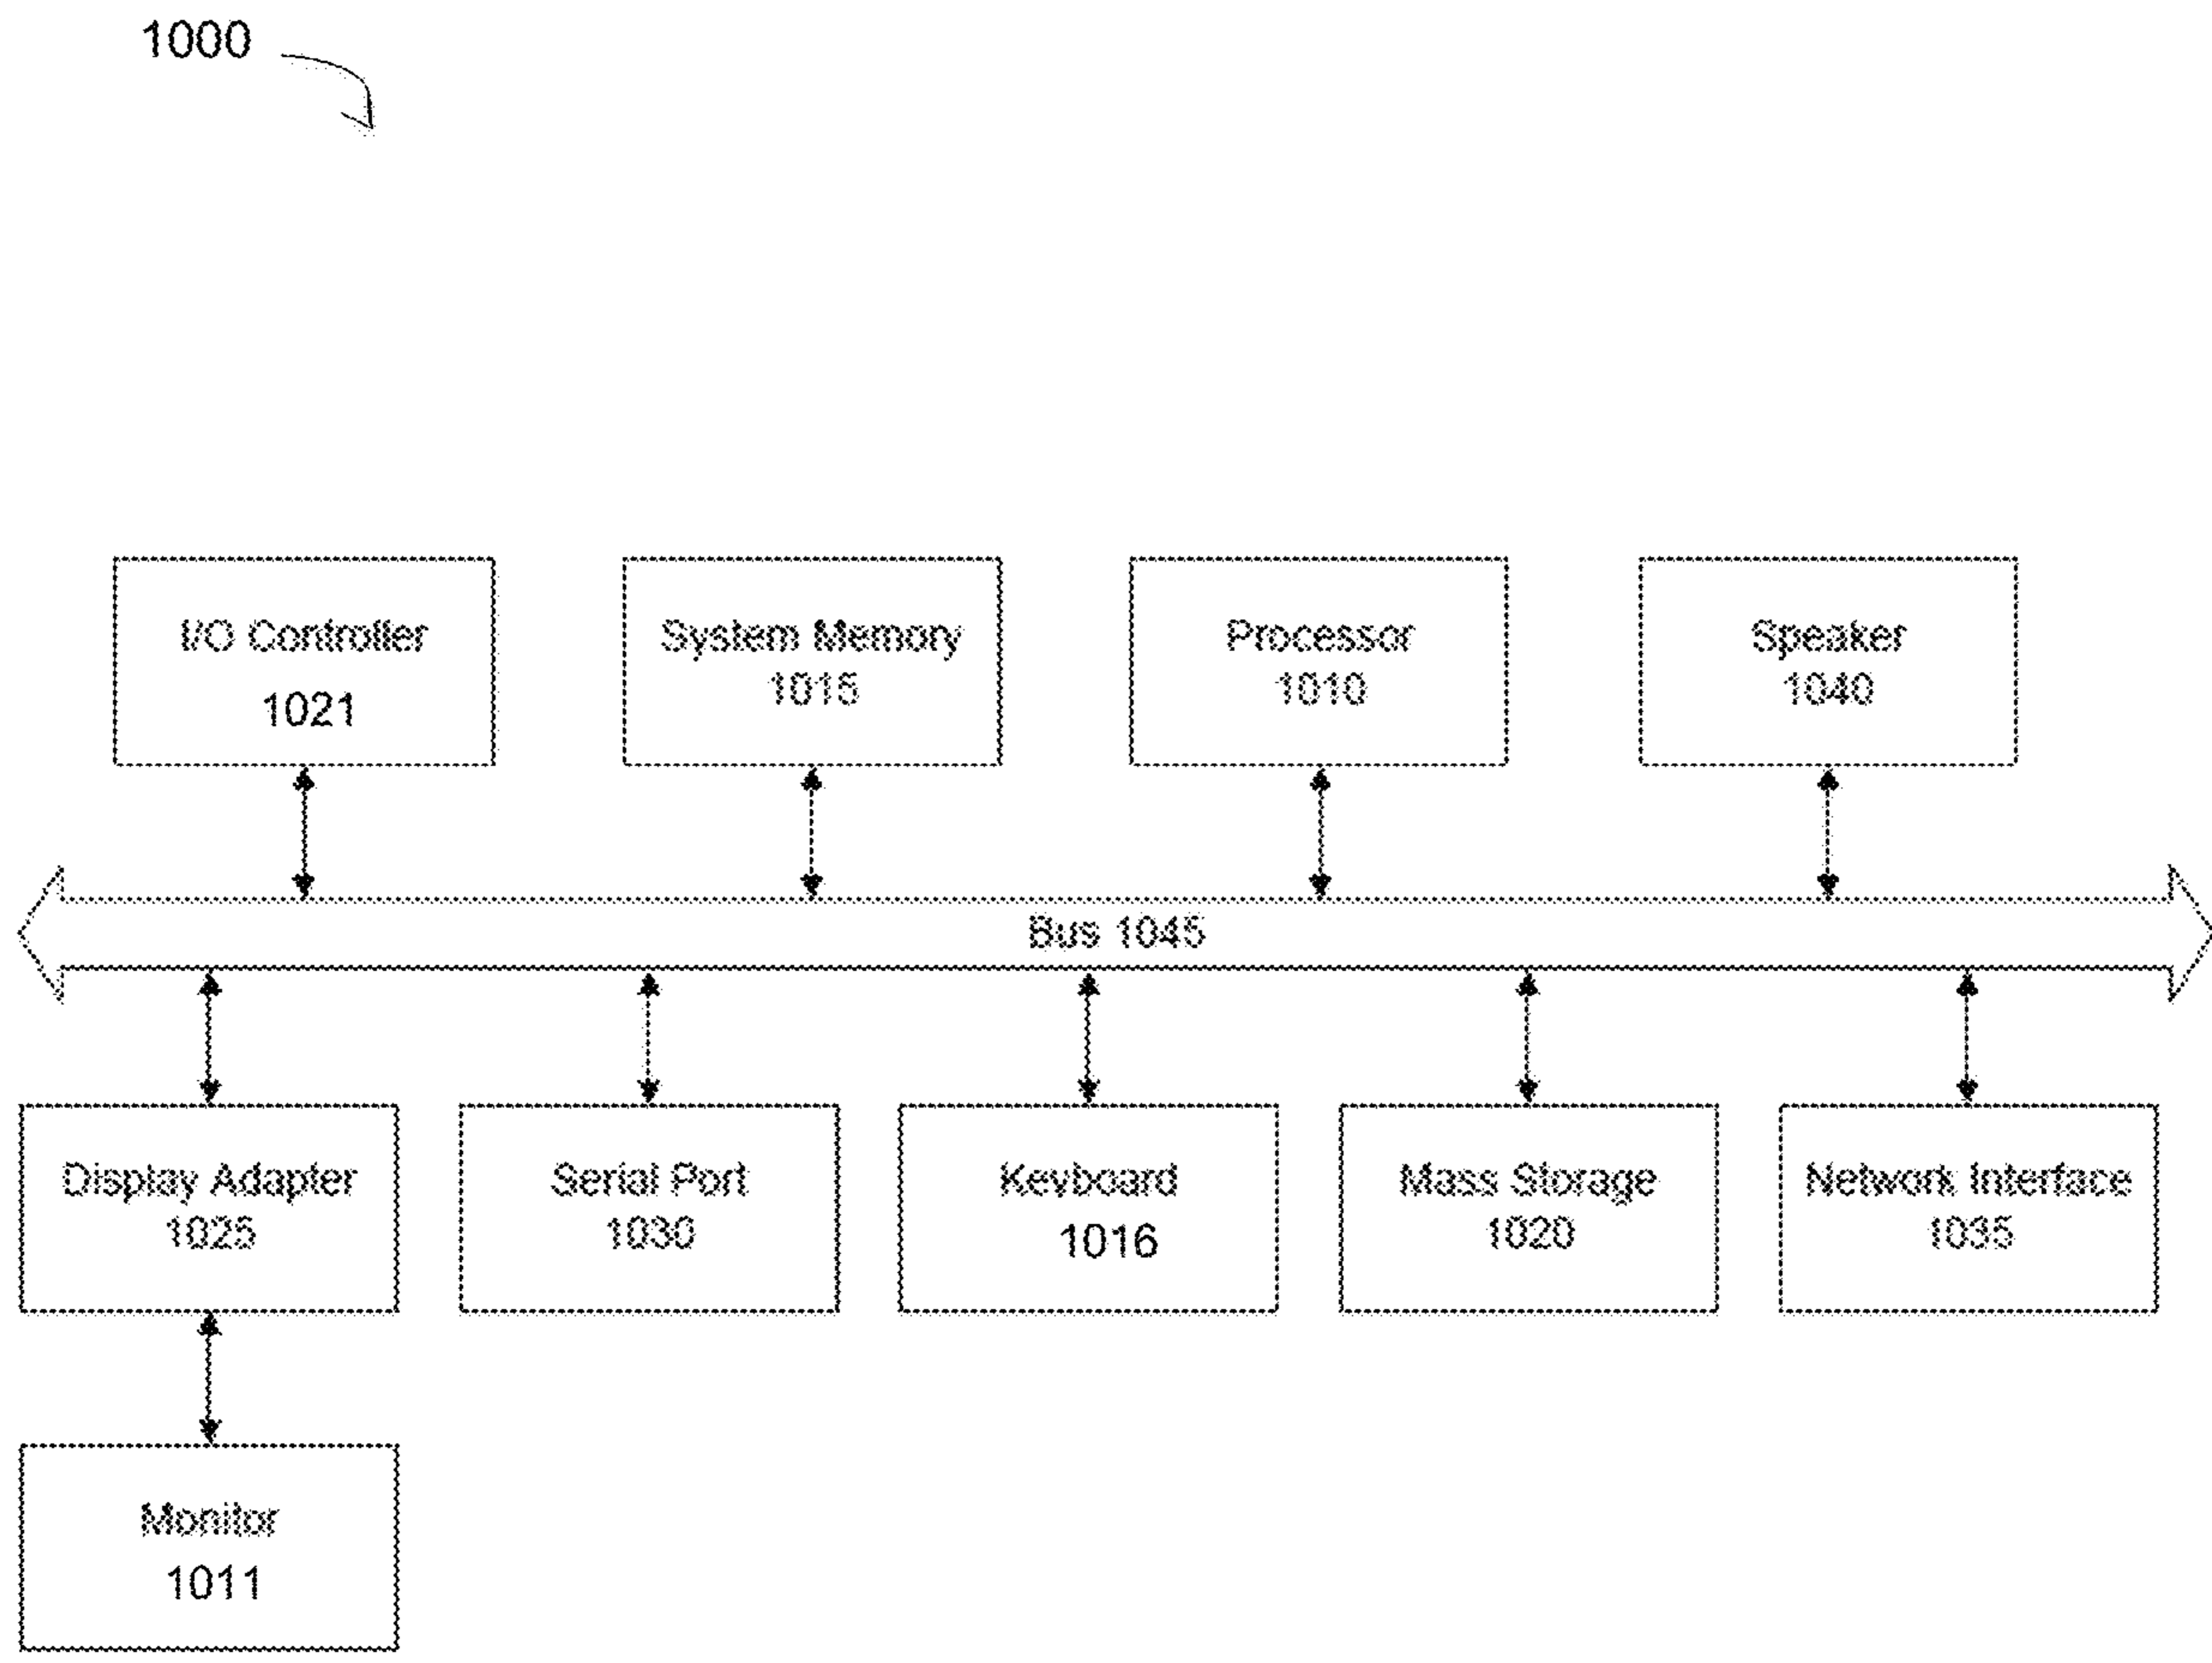 1000
I/O Controller
1021
System Memory
1015
Processor
1010
Speaker
1040
Bus 1045
Display Adapter
1025
Serial Port
1030
Keyboard
1016
Mass Storage
1020
Network Interface
1035
Monitor
1011